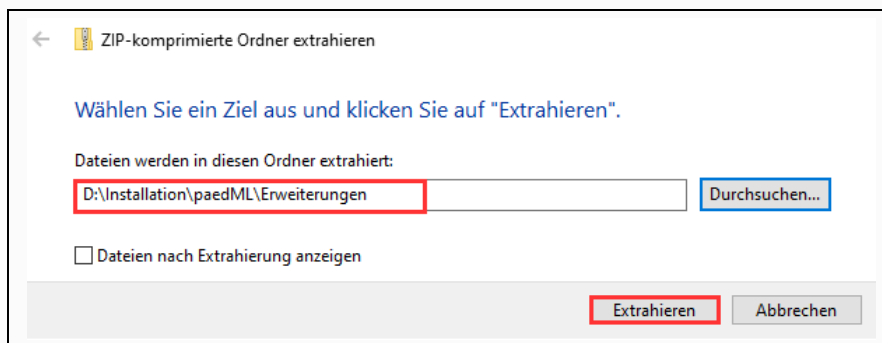 ZIP-komprimierte Ordner extrahieren
Wählen Sie ein Ziel aus und klicken Sie auf "Extrahieren".
Dateien werden in diesen Ordner extrahiert:
D:\Installation\paedML\Erweiterungen
Durchsuchen...
Dateien nach Extrahierung anzeigen
Extrahieren Abbrechen